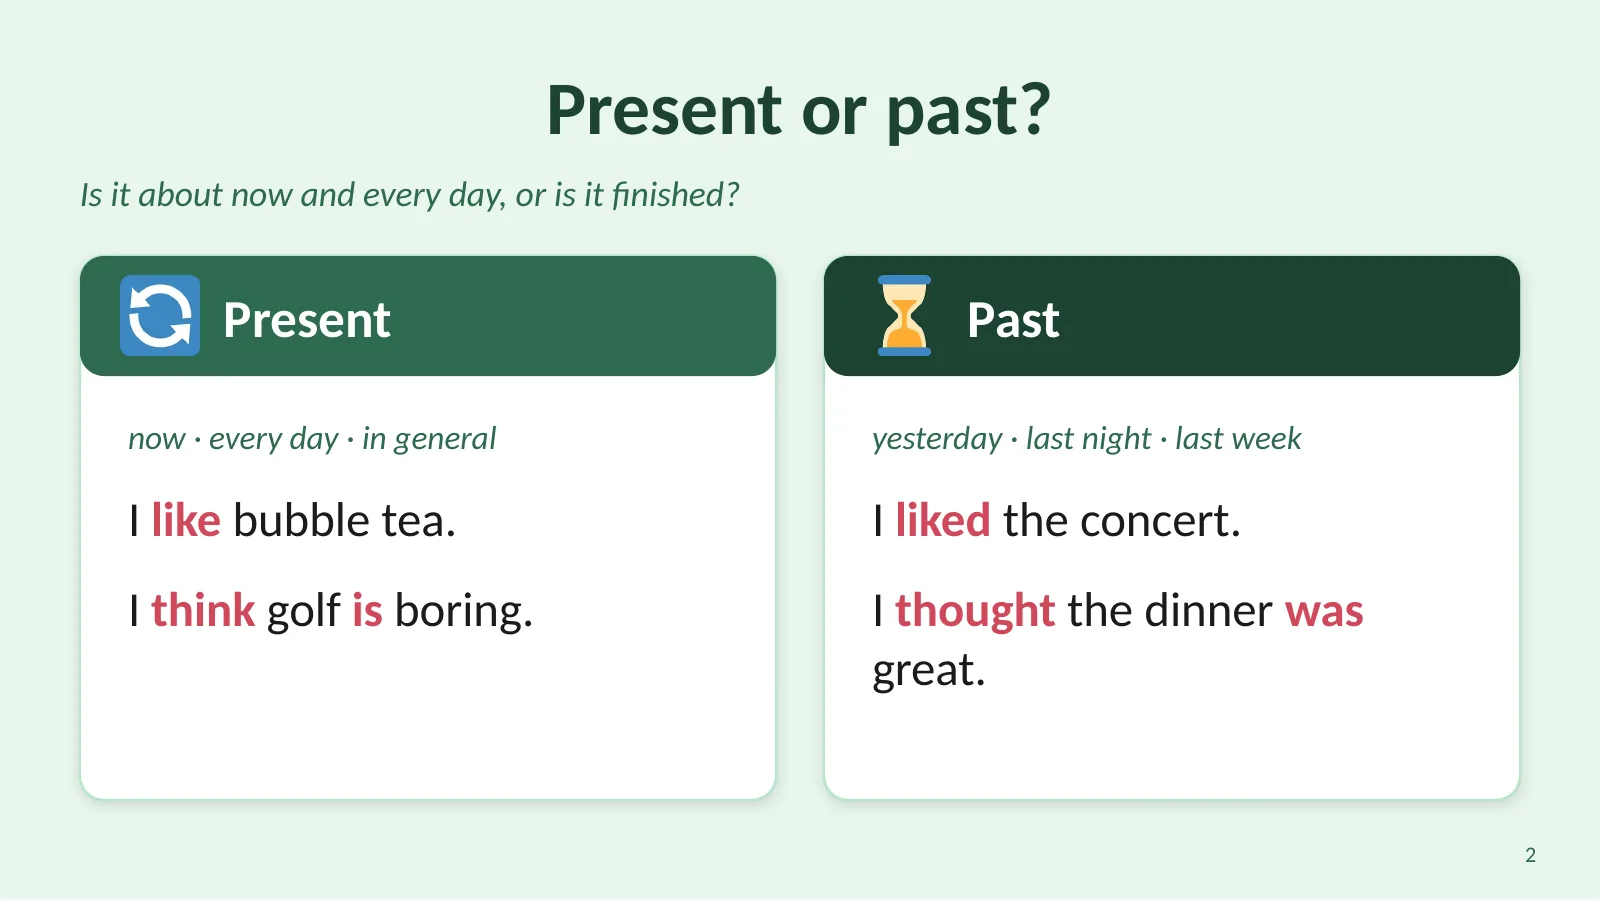 Present or past?
Is it about now and every day, or is it finished?
Present
now · every day · in general
I like bubble tea.
I think golf is boring.
Past
yesterday · last night · last week
I liked the concert.
I thought the dinner was
great.
2